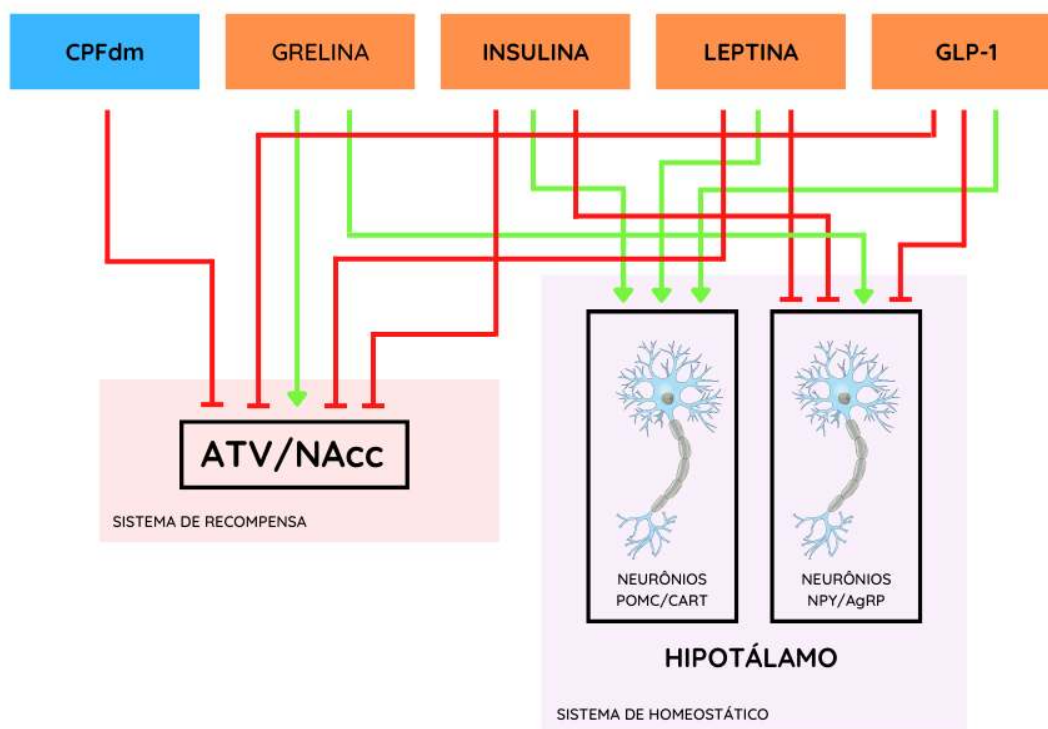 CPFdm
GRELINA
INSULINA
LEPTINA
GLP-1
ATV/NAcc
SISTEMA DE RECOMPENSA
NEURÔNIOS
POMC/CART
NEURÔNIOS
NPY/AgRP
HIPOTÁLAMO
SISTEMA DE HOMEOSTÁTICO